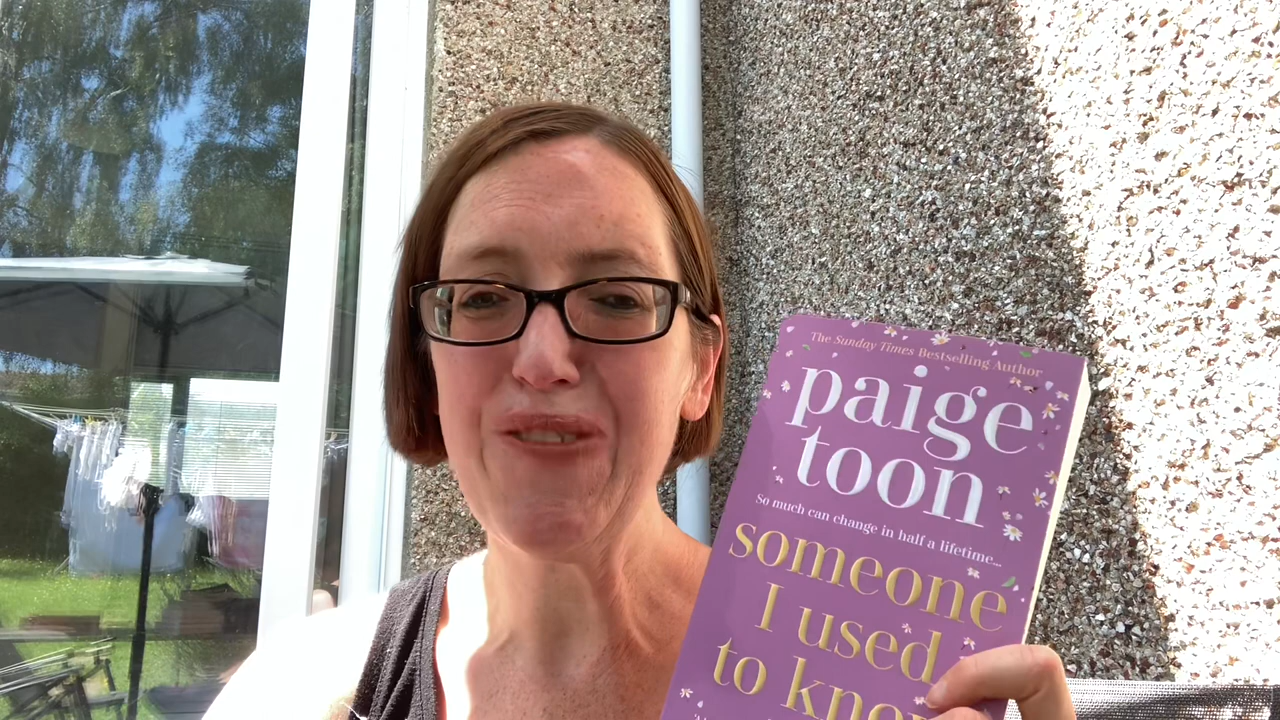 The Sunday Times Bestselling Author
paige
toon
So much can change in half a lifetime...
someone
I used
to